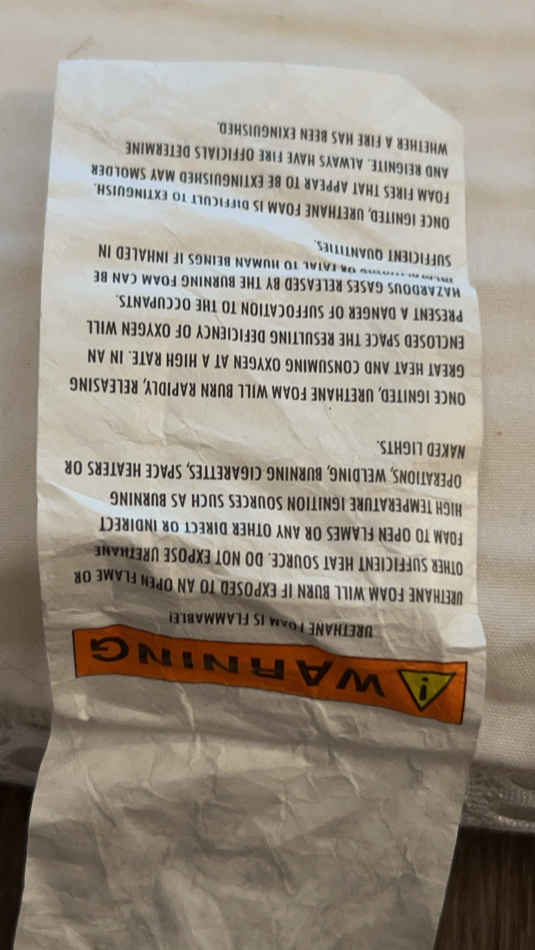 WARNING
URETHANE FOAM IS FLAMMABLE!
URETHANE FOAM WILL BURN IF EXPOSED TO AN OPEN FLAME OR
OTHER SUFFICIENT HEAT SOURCE. DO NOT EXPOSE URETHANE
FOAM TO OPEN FLAMES OR ANY OTHER DIRECT OR INDIRECT
HIGH TEMPERATURE IGNITION SOURCES SUCH AS BURNING
OPERATIONS, WELDING, BURNING CIGARETTES, SPACE HEATERS OR
NAKED LIGHTS.
ONCE IGNITED, URETHANE FOAM WILL BURN RAPIDLY, RELEASING
GREAT HEAT AND CONSUMING OXYGEN AT A HIGH RATE. IN AN
ENCLOSED SPACE THE RESULTING DEFICIENCY OF OXYGEN WILL
PRESENT A DANGER OF SUFFOCATION TO THE OCCUPANTS.
HAZARDOUS GASES RELEASED BY THE BURNING FOAM CAN BE
OR FATAL TO HUMAN BEINGS IF INHALED IN
SUFFICIENT QUANTITIES.
ONCE IGNITED, URETHANE FOAM IS DIFFICULT TO EXTINGUISH.
FOAM FIRES THAT APPEAR TO BE EXTINGUISHED MAY SMOLDER
AND REIGNITE. ALWAYS HAVE FIRE OFFICIALS DETERMINE
WHETHER A FIRE HAS BEEN EXINGUISHED.